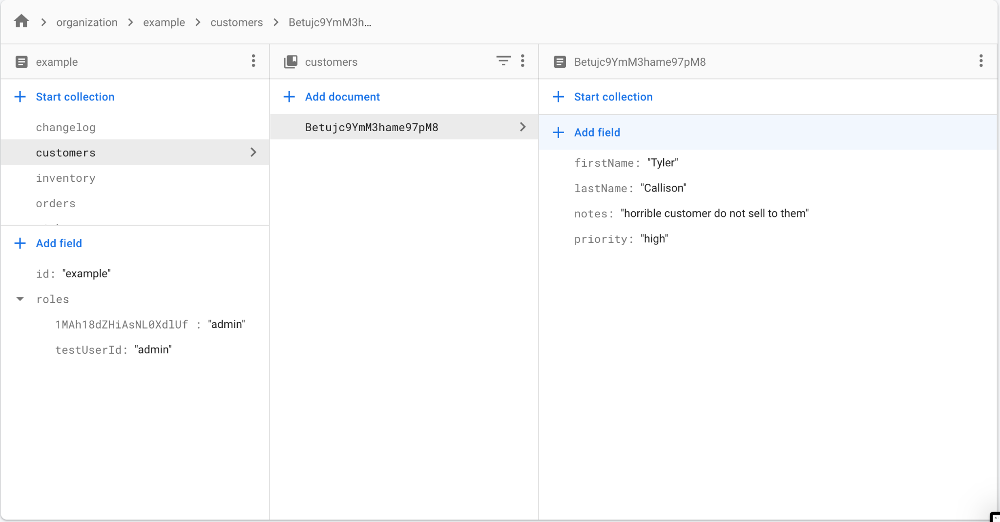 organization example customers Betujc9YmM3h...
example
Start collection
changelog
customers
inventory
orders
Add field
id: "example"
roles
1MAh18dZHiAsNL0XdlUf : "admin"
testUserId: "admin"
customers
Add document
Betujc9YmM3hame97pM8
Betujc9YmM3hame97pM8
Start collection
Add field
firstName: "Tyler"
lastName: "Callison"
notes: "horrible customer do not sell to them"
priority: "high"